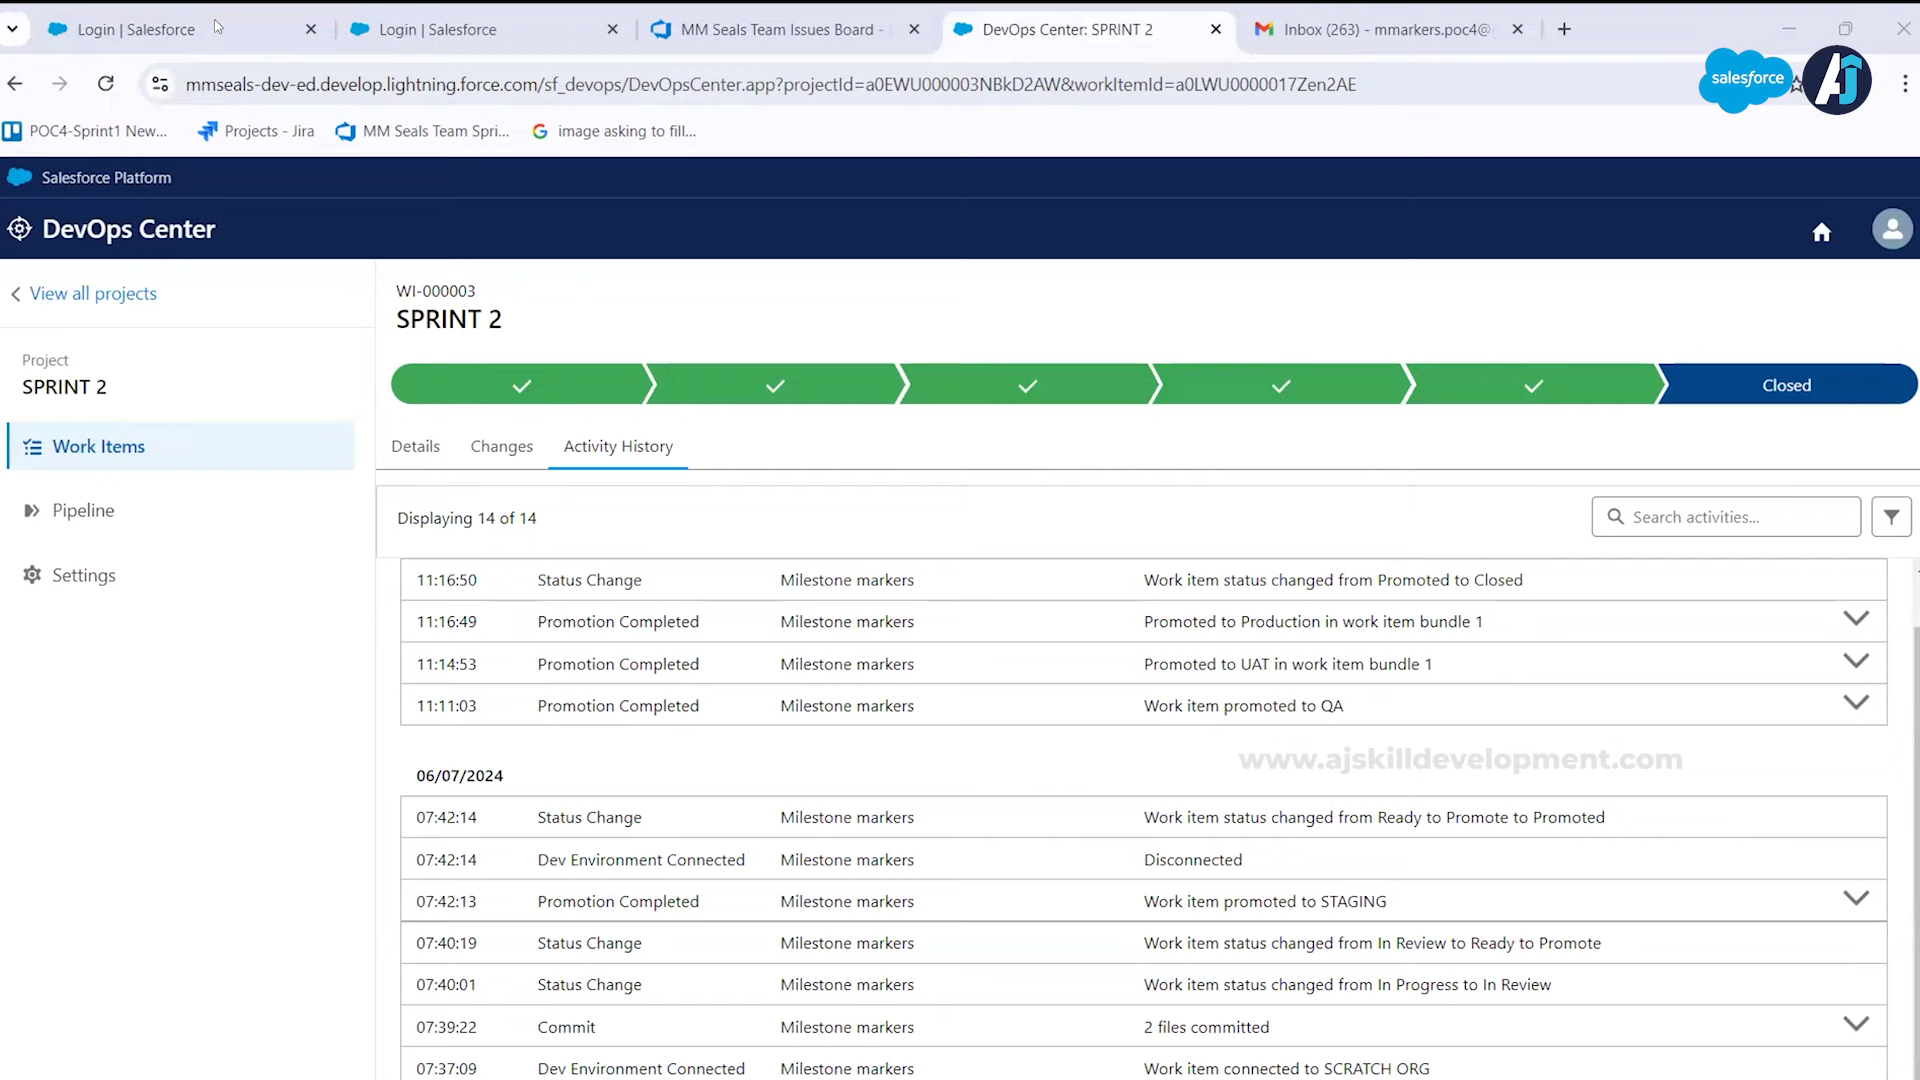 Login | Salesforce
Login | Salesforce
MM Seals Team Issues Board -
DevOps Center: SPRINT 2
Inbox (263) - mmarkers.poc4@
mmseals-dev-ed.develop.lightning.force.com/sf_devops/DevOpsCenter.app?projectId=a0EWU000003NBkD2AW&workItemId=a0LWU0000017Zen2AE
salesforce
AJ
POC4-Sprint1 New...
Projects - Jira
MM Seals Team Spri...
image asking to fill...
Salesforce Platform
DevOps Center
View all projects
WI-000003
SPRINT 2
Project
SPRINT 2
Closed
Work Items
Details Changes Activity History
Pipeline
Displaying 14 of 14
Search activities...
Settings
11:16:50 Status Change Milestone markers Work item status changed from Promoted to Closed
11:16:49 Promotion Completed Milestone markers Promoted to Production in work item bundle 1
11:14:53 Promotion Completed Milestone markers Promoted to UAT in work item bundle 1
11:11:03 Promotion Completed Milestone markers Work item promoted to QA
www.ajskilldevelopment.com
06/07/2024
07:42:14 Status Change Milestone markers Work item status changed from Ready to Promote to Promoted
07:42:14 Dev Environment Connected Milestone markers Disconnected
07:42:13 Promotion Completed Milestone markers Work item promoted to STAGING
07:40:19 Status Change Milestone markers Work item status changed from In Review to Ready to Promote
07:40:01 Status Change Milestone markers Work item status changed from In Progress to In Review
07:39:22 Commit Milestone markers 2 files committed
07:37:09 Dev Environment Connected Milestone markers Work item connected to SCRATCH ORG